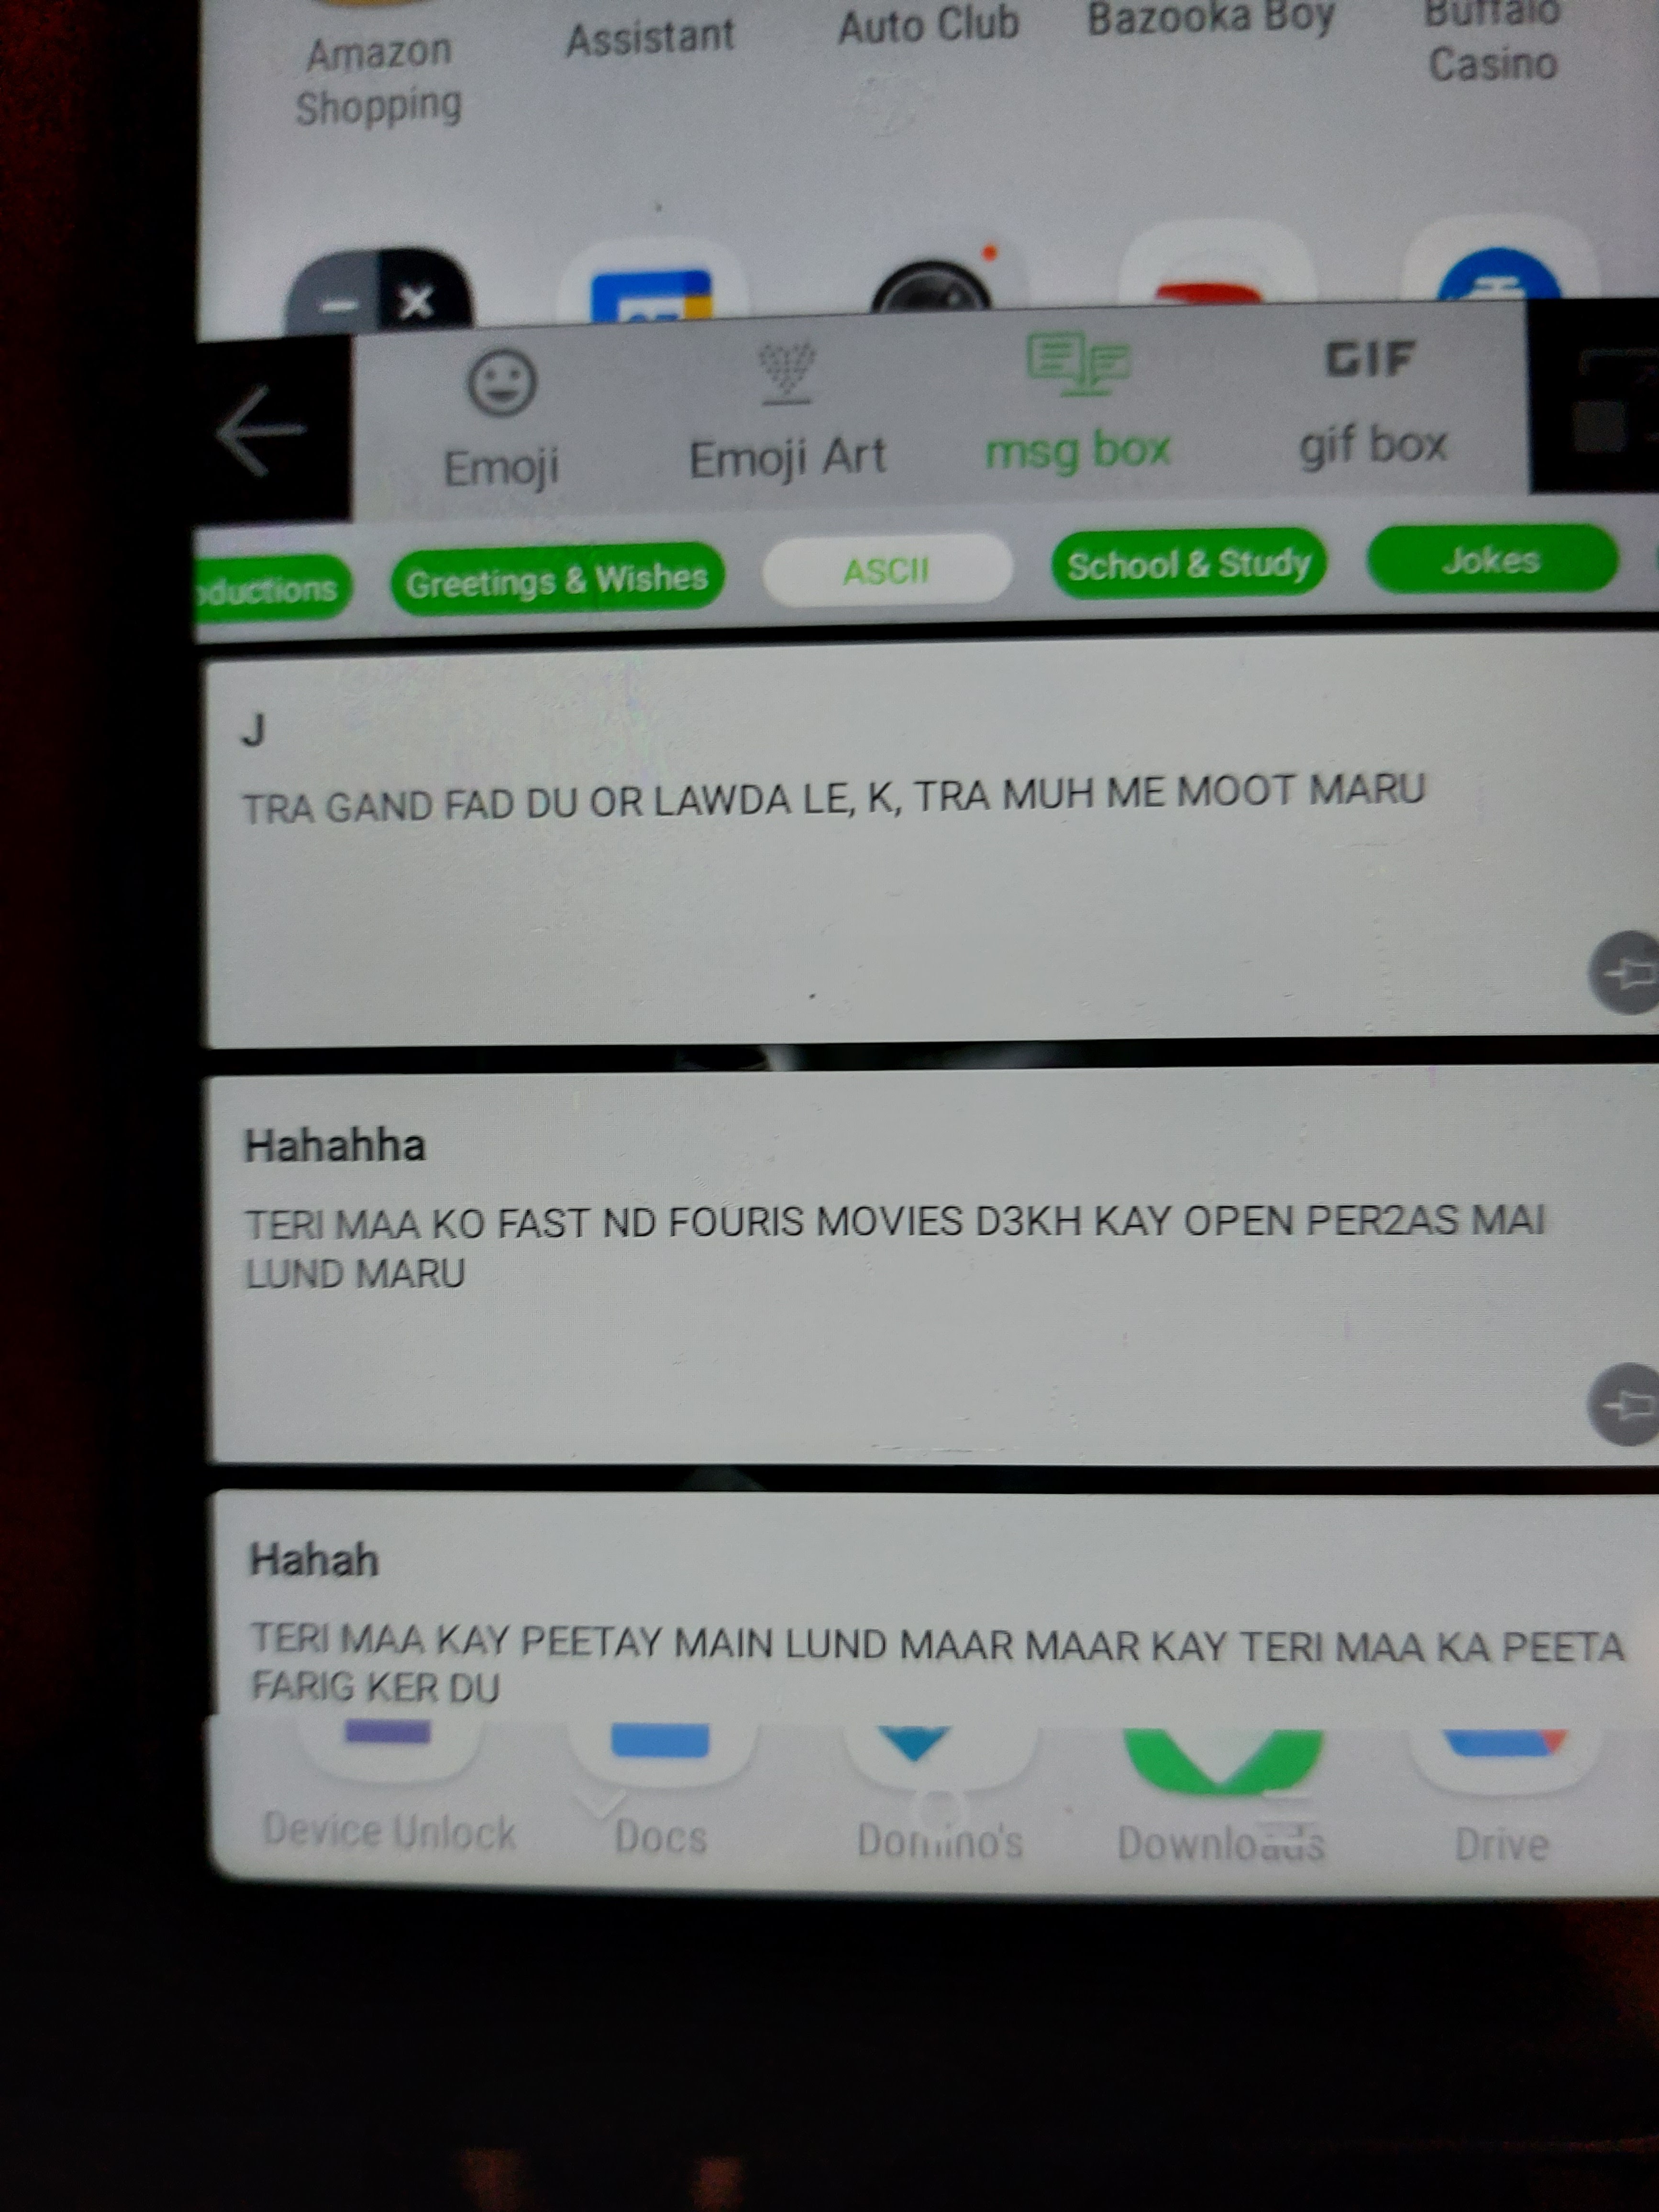 Amazon
Shopping
Assistant
Auto Club
Bazooka Boy
Buffalo
Casino
GIF
Emoji
Emoji Art
msg box
gif box
oductions
Greetings & Wishes
ASCII
School & Study
Jokes
J
TRA GAND FAD DU OR LAWDA LE, K, TRA MUH ME MOOT MARU
Hahahha
TERI MAA KO FAST ND FOURIS MOVIES D3KH KAY OPEN PER2AS MAI
LUND MARU
Hahah
TERI MAA KAY PEETAY MAIN LUND MAAR MAAR KAY TERI MAA KA PEETA
FARIG KER DU
Device Unlock
Docs
Domino's
Downloads
Drive